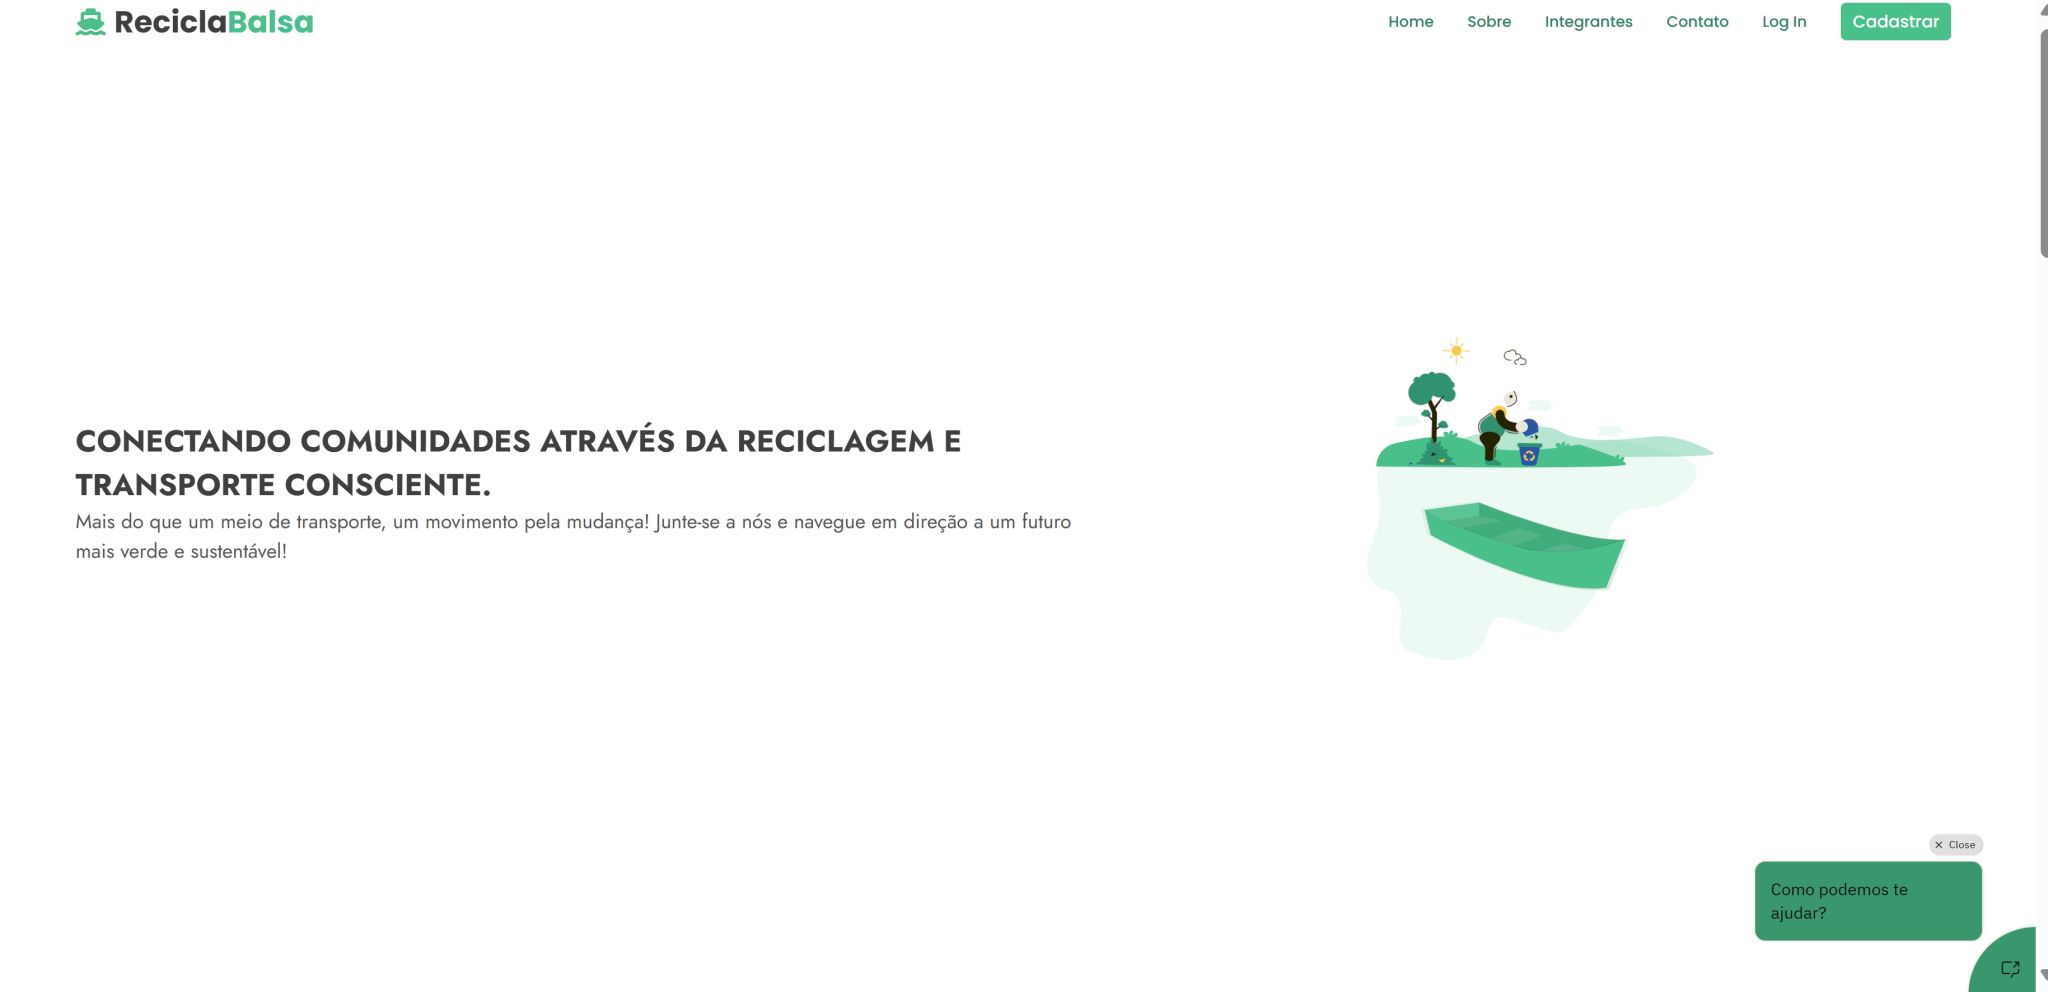 ReciclaBalsa
Home Sobre Integrantes Contato Log In Cadastrar
CONECTANDO COMUNIDADES ATRAVÉS DA RECICLAGEM E
TRANSPORTE CONSCIENTE.
Mais do que um meio de transporte, um movimento pela mudança! Junte-se a nós e navegue em direção a um futuro
mais verde e sustentável!
Close
Como podemos te
ajudar?